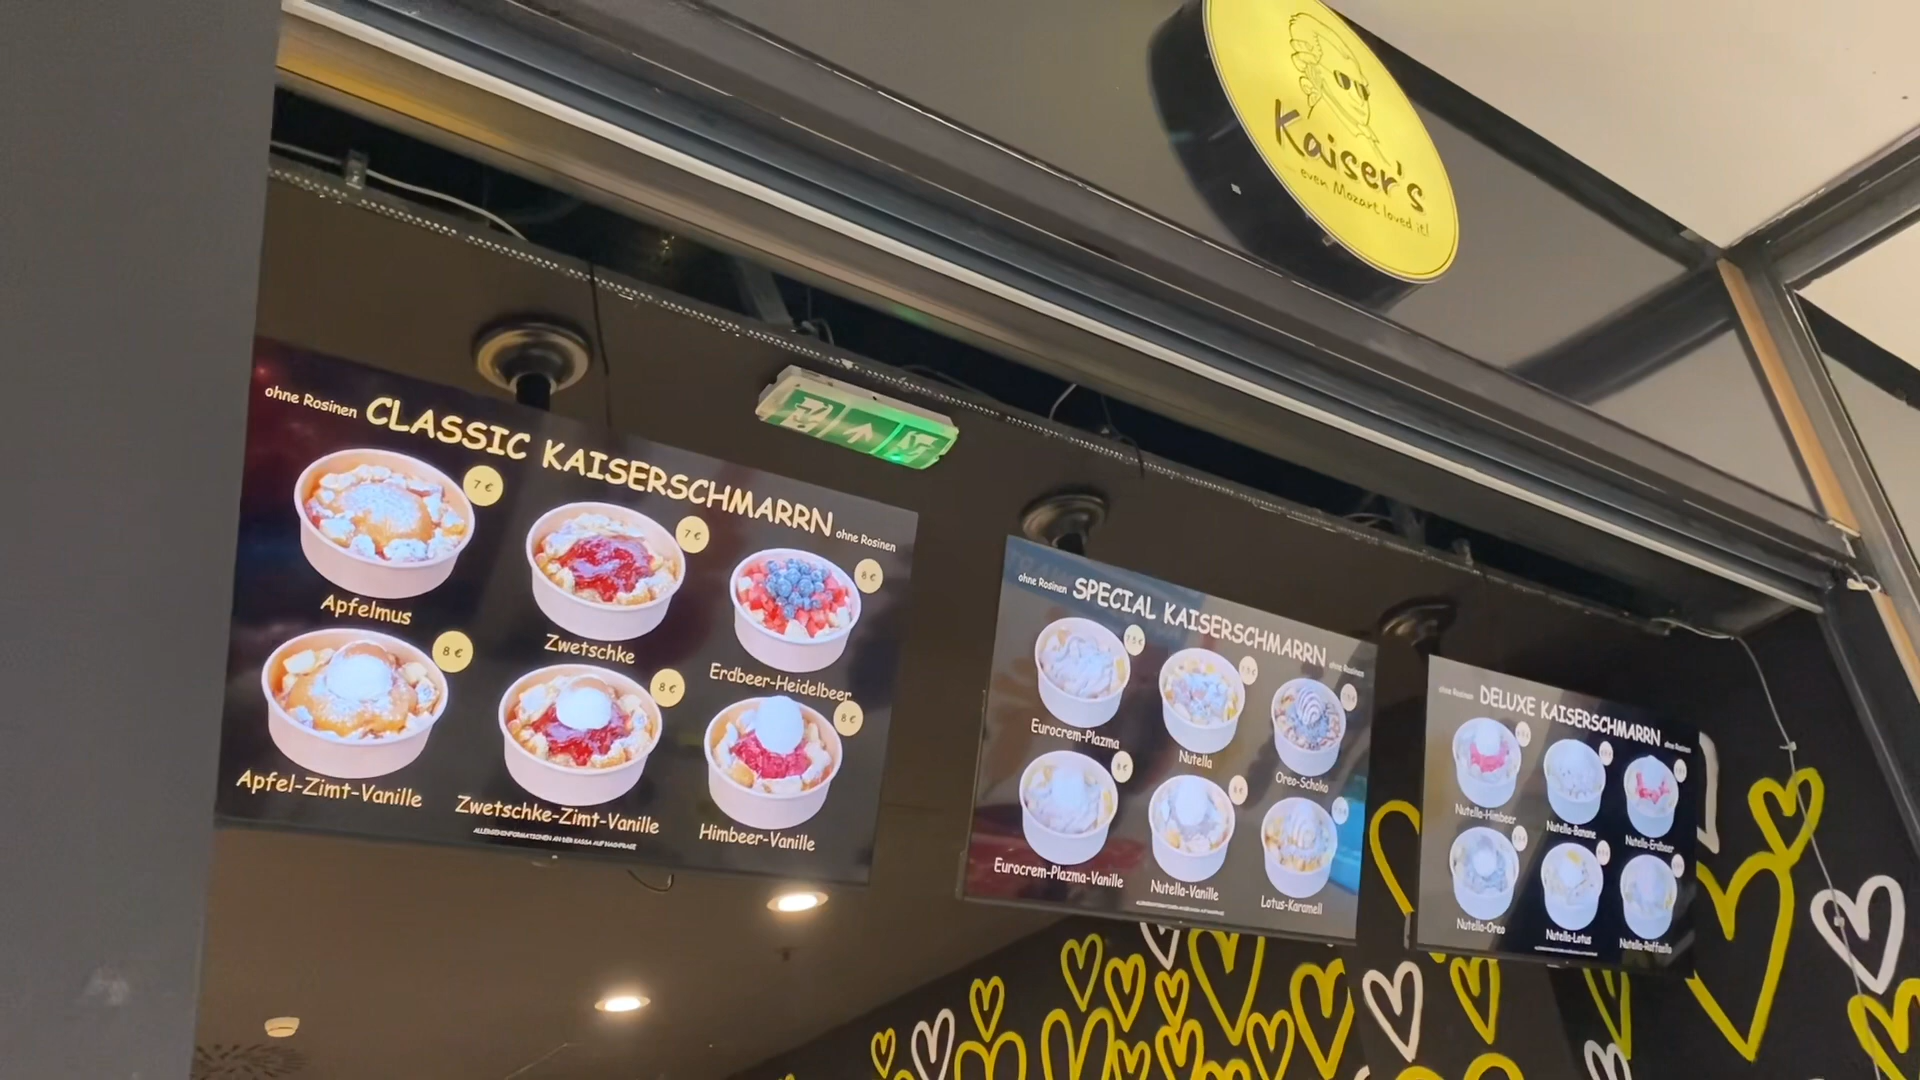 Kaiser's
even Mozart loved it!
ohne Rosinen CLASSIC KAISERSCHMARRN ohne Rosinen
7 €
7 €
8 €
Apfelmus
Zwetschke
Erdbeer-Heidelbeer
8 €
8 €
8 €
Apfel-Zimt-Vanille
Zwetschke-Zimt-Vanille
Himbeer-Vanille
ohne Rosinen SPECIAL KAISERSCHMARRN ohne Rosinen
Eurocrem-Plazma
Nutella
Oreo-Schoko
8 €
Eurocrem-Plazma-Vanille
Nutella-Vanille
Lotus-Karamell
ohne Rosinen DELUXE KAISERSCHMARRN ohne Rosinen
Nutella-Himbeer
Nutella-Banane
Nutella-Erdbeer
Nutella-Oreo
Nutella-Lotus
Nutella-Raffaello